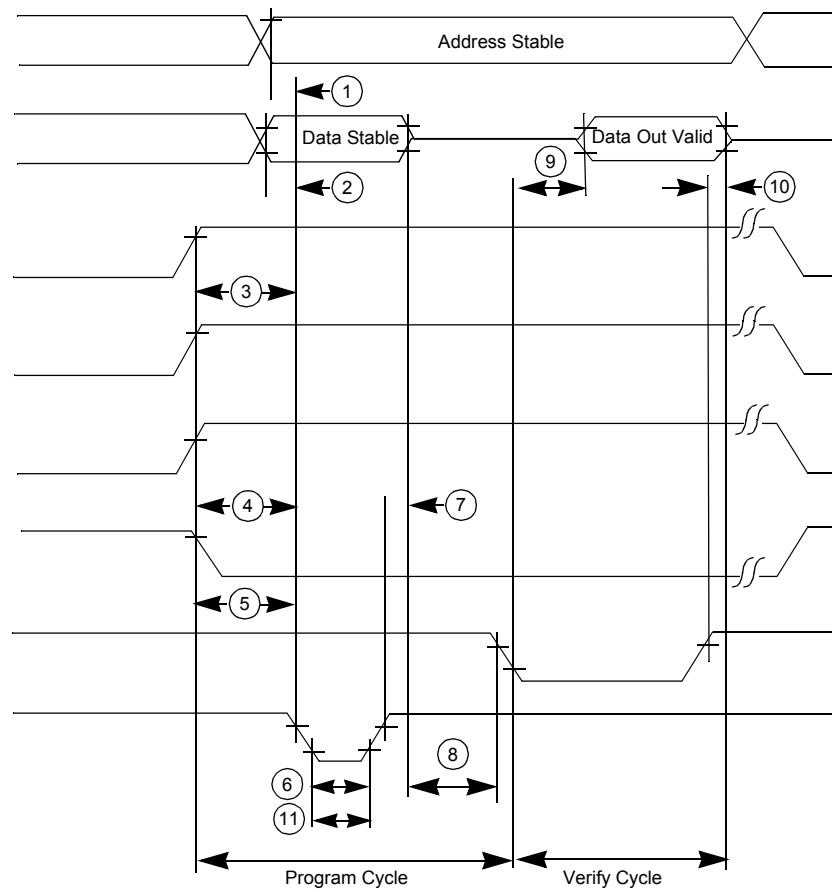 Address Stable
1
Data Stable
Data Out Valid
9
2
10
3
4
7
5
8
6
11
Program Cycle
Verify Cycle